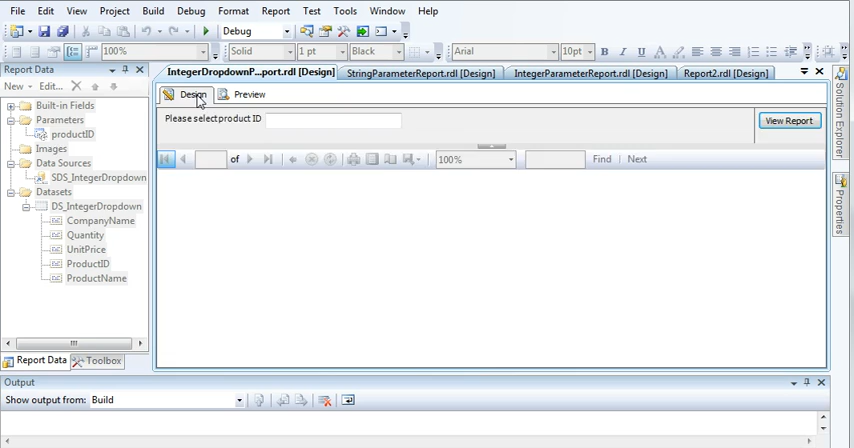 File Edit View Project Build Debug Format Report Test Tools Window Help
Debug
100% Solid 1 pt Black Arial 10pt B I U
Report Data
IntegerDropdownP...port.rdl [Design] StringParameterReport.rdl [Design] IntegerParameterReport.rdl [Design] Report2.rdl [Design]
New Edit...
Design Preview
Built-in Fields
Parameters
productID
Images
Data Sources
SDS_IntegerDropdown
Datasets
DS_IntegerDropdown
CompanyName
Quantity
UnitPrice
ProductID
ProductName
Please select product ID
View Report
of
100%
Find
Next
Solution Explorer
Properties
Report Data Toolbox
Output
Show output from: Build